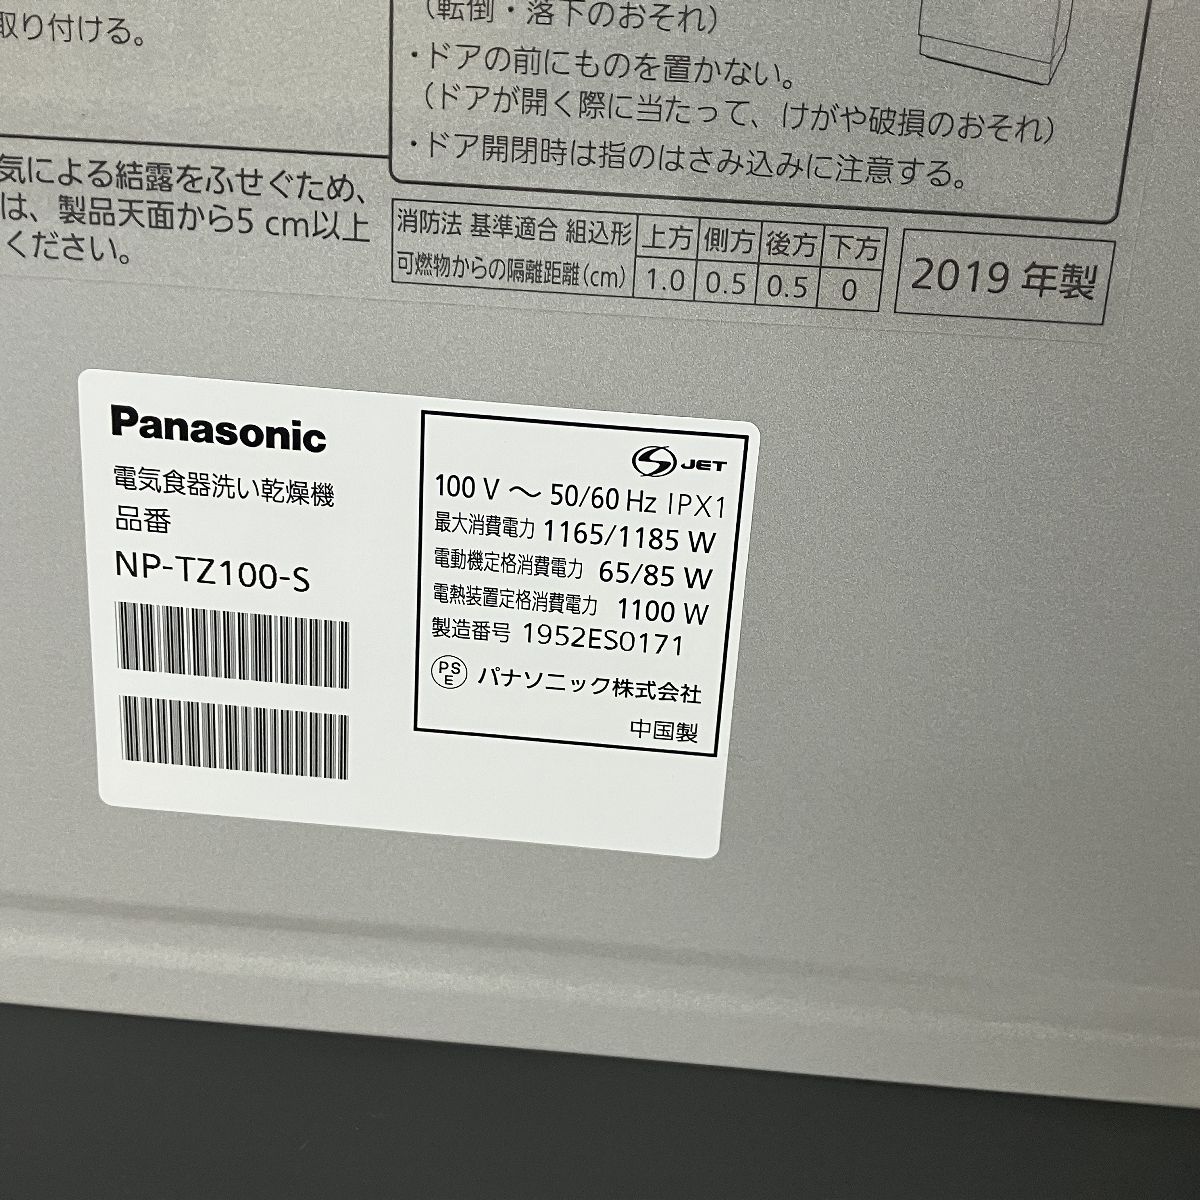 取り付ける。
(転倒・落下のおそれ)
・ドアの前にものを置かない。
(ドアが開く際に当たって、けがや破損のおそれ)
・ドア開閉時は指のはさみ込みに注意する。
気による結露をふせぐため、
は、製品天面から5 cm以上
ください。
消防法 基準適合 組込形 上方 側方 後方 下方
可燃物からの隔離距離(cm) 1.0 0.5 0.5 0
2019 年製
Panasonic
電気食器洗い乾燥機
品番
NP-TZ100-S
JET
100 V ～ 50/60 Hz IPX1
最大消費電力 1165/1185 W
電動機定格消費電力 65/85 W
電熱装置定格消費電力 1100 W
製造番号 1952ES0171
PSE パナソニック株式会社
中国製